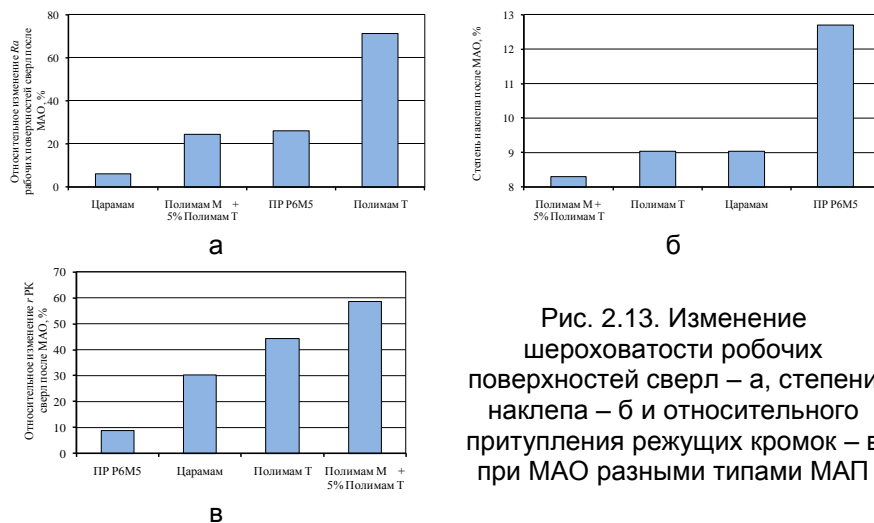 Относительное изменение Ra
рабочих поверхностей сверл после
МАО, %
80
60
40
20
0
Царамам
Полимам М +
5% Полимам Т
ПР Р6М5
Полимам Т
а
Степень наклепа после МАО, %
13
12
11
10
9
8
Полимам М +
5% Полимам Т
Полимам Т
Царамам
ПР Р6М5
б
Относительное изменение r РК
сверл после МАО, %
70
60
50
40
30
20
10
0
ПР Р6М5
Царамам
Полимам Т
Полимам М +
5% Полимам Т
в
Рис. 2.13. Изменение
шероховатости робочих
поверхностей сверл – а, степени
наклепа – б и относительного
притупления режущих кромок – в
при МАО разными типами МАП